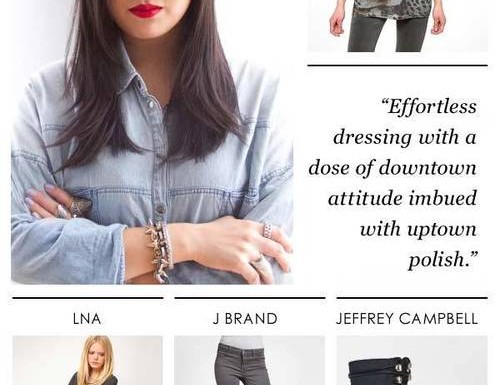 “Effortless
dressing with a
dose of downtown
attitude imbued
with uptown
polish.”
LNA
J BRAND
JEFFREY CAMPBELL